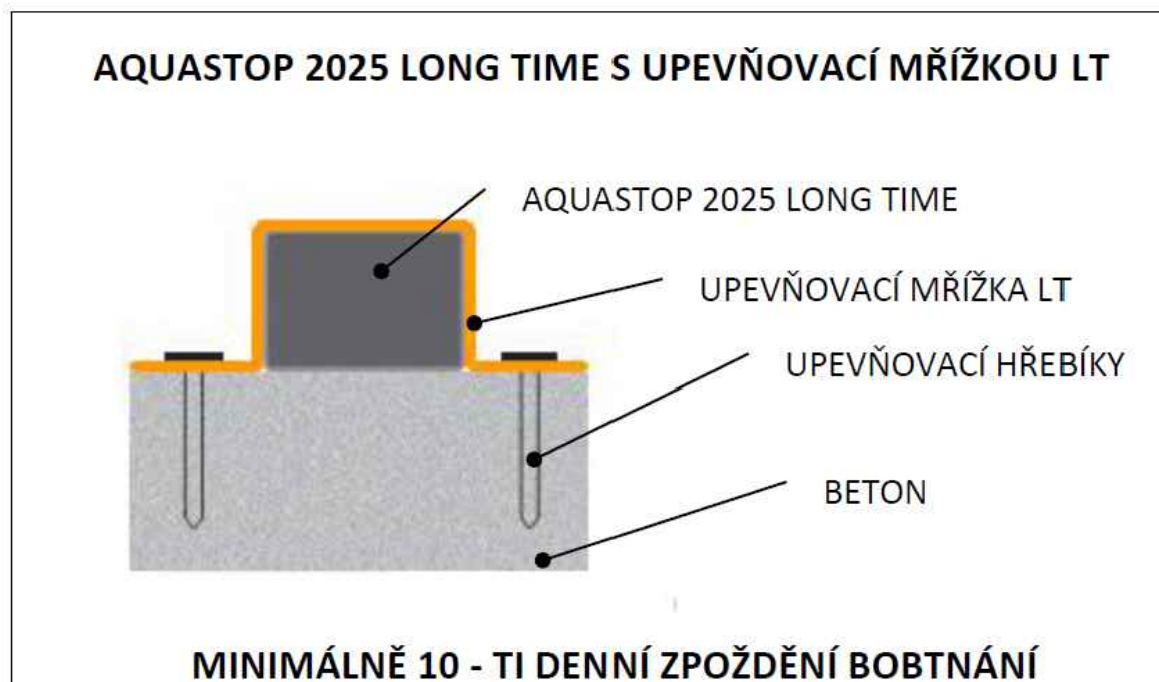 AQUASTOP 2025 LONG TIME S UPEVŇOVACÍ MŘÍŽKOU LT
AQUASTOP 2025 LONG TIME
UPEVŇOVACÍ MŘÍŽKA LT
UPEVŇOVACÍ HŘEBÍKY
BETON
MINIMÁLNĚ 10 - TI DENNÍ ZPOŽDĚNÍ BOBTNÁNÍ